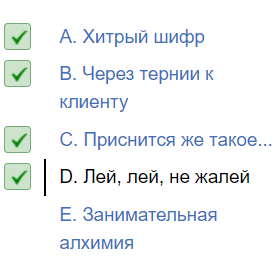 A. Хитрый шифр
B. Через тернии к
клиенту
C. Приснится же такое...
D. Лей, лей, не жалей
E. Занимательная
алхимия